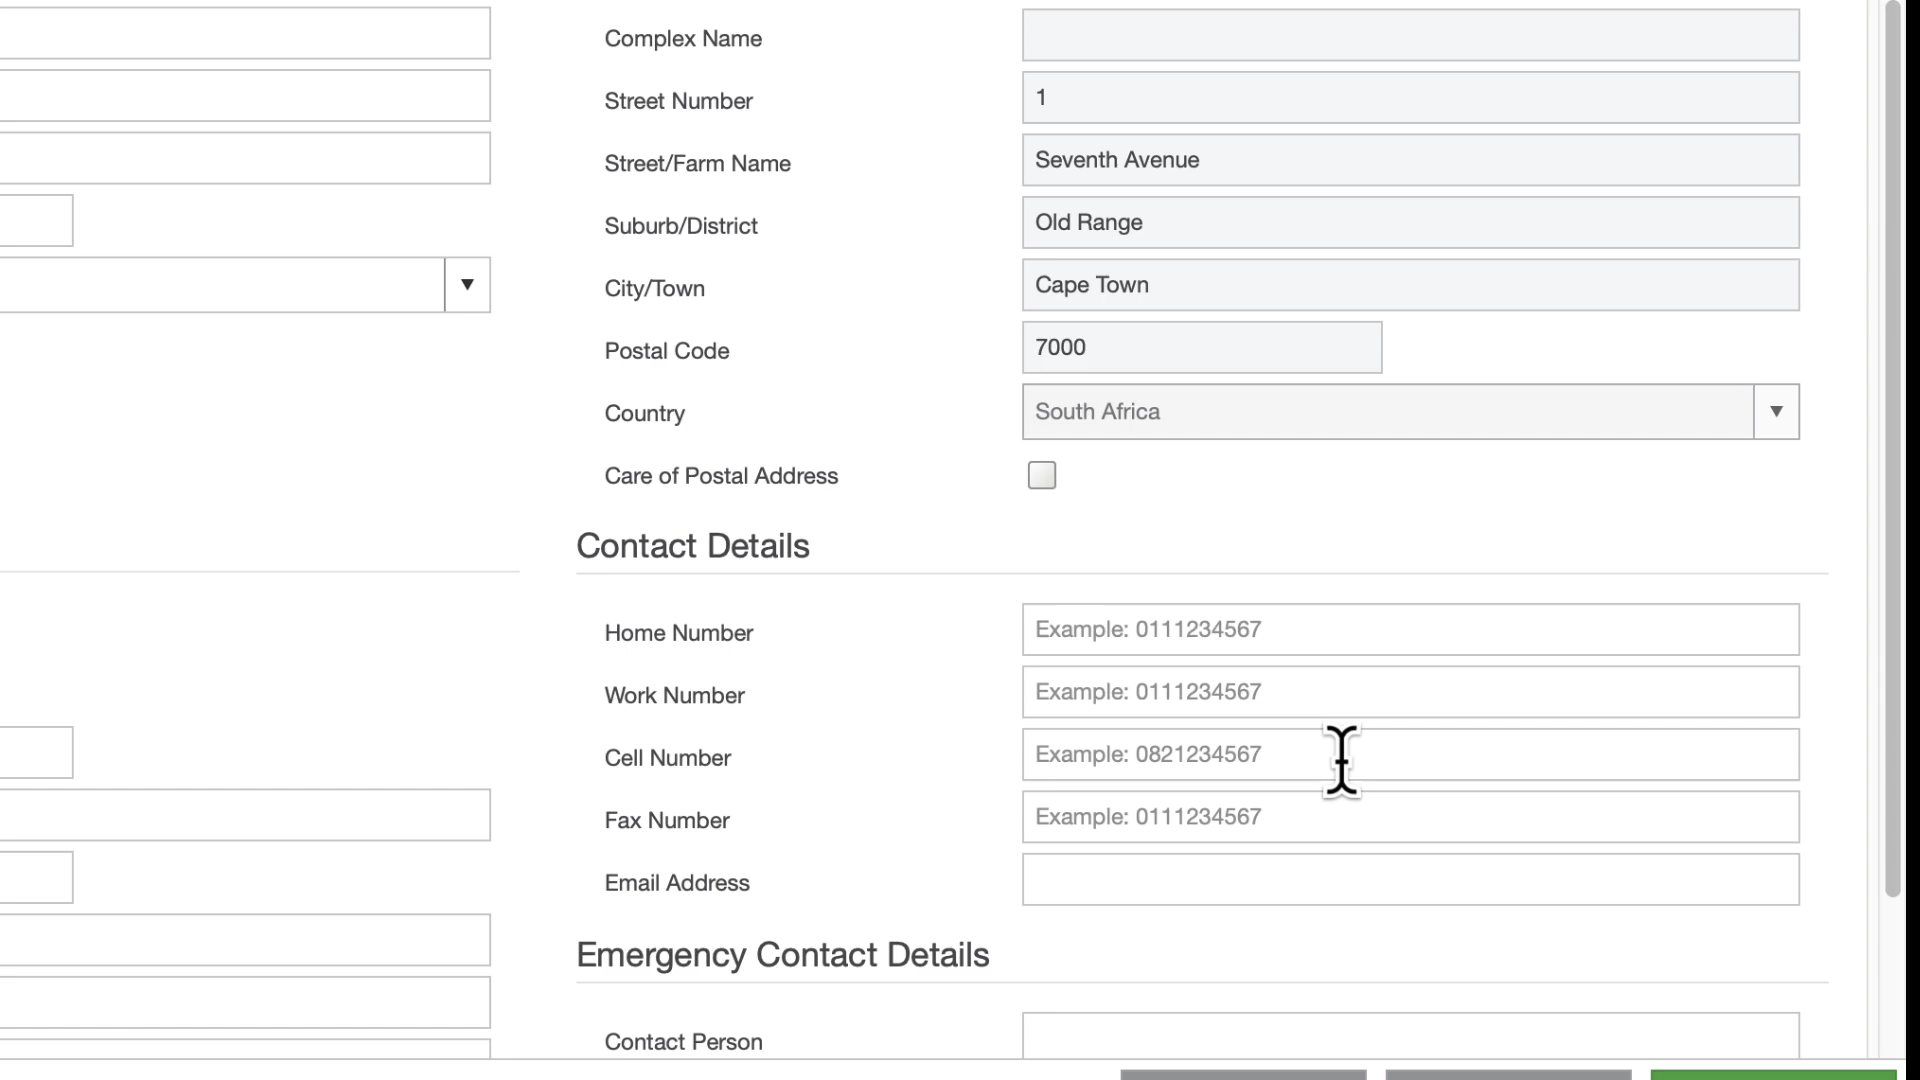 Complex Name
Street Number 1
Street/Farm Name Seventh Avenue
Suburb/District Old Range
City/Town Cape Town
Postal Code 7000
Country South Africa ▼
Care of Postal Address
Contact Details
Home Number Example: 0111234567
Work Number Example: 0111234567
Cell Number Example: 0821234567
Fax Number Example: 0111234567
Email Address
Emergency Contact Details
Contact Person